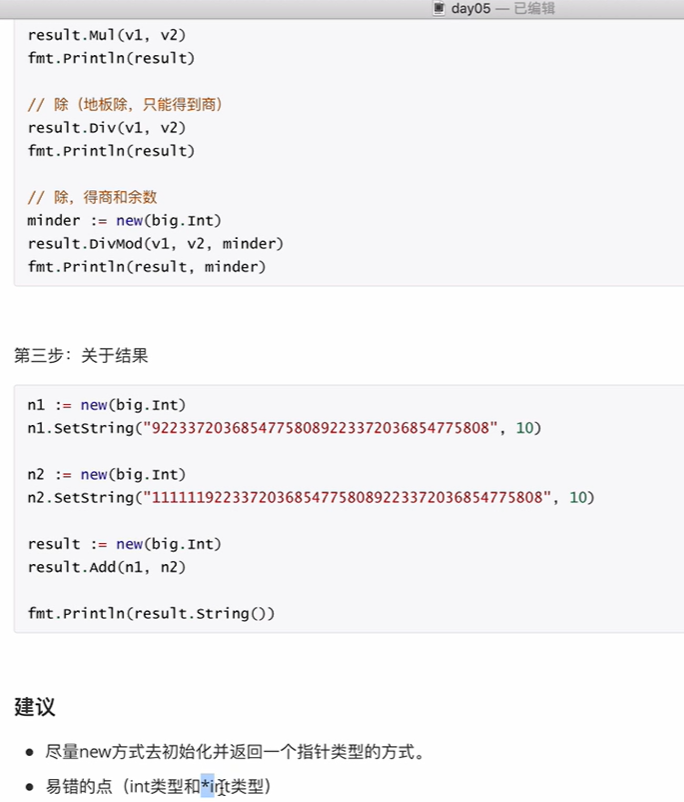 day05 — 已编辑
result.Mul(v1, v2)
fmt.Println(result)
// 除（地板除，只能得到商）
result.Div(v1, v2)
fmt.Println(result)
// 除，得商和余数
minder := new(big.Int)
result.DivMod(v1, v2, minder)
fmt.Println(result, minder)
第三步：关于结果
n1 := new(big.Int)
n1.SetString("92233720368547758089223372036854775808", 10)
n2 := new(big.Int)
n2.SetString("11111192233720368547758089223372036854775808", 10)
result := new(big.Int)
result.Add(n1, n2)
fmt.Println(result.String())
建议
● 尽量new方式去初始化并返回一个指针类型的方式。
● 易错的点（int类型和*int类型）